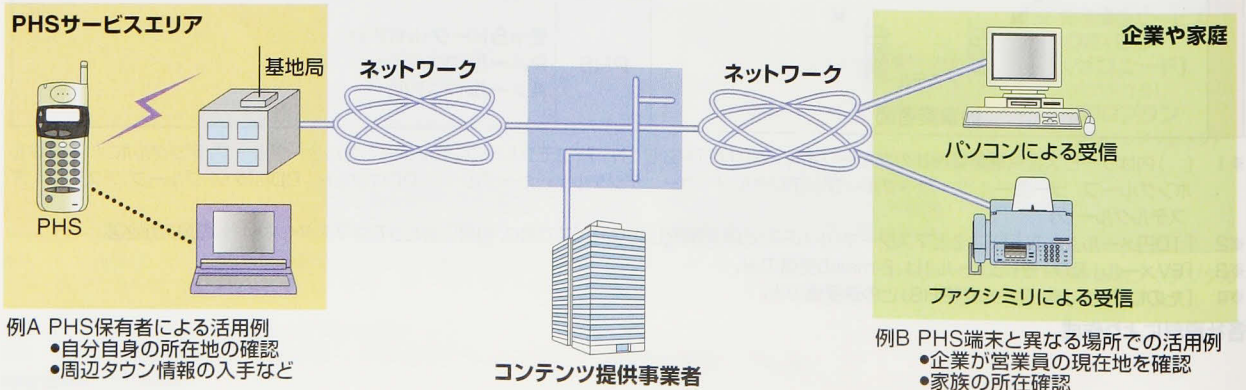 PHSサービスエリア
基地局
PHS
ネットワーク
ネットワーク
企業や家庭
パソコンによる受信
ファクシミリによる受信
コンテンツ提供事業者
例A PHS保有者による活用例
●自分自身の所在地の確認
●周辺タウン情報の入手など
例B PHS端末と異なる場所での活用例
●企業が営業員の現在地を確認
●家族の所在確認